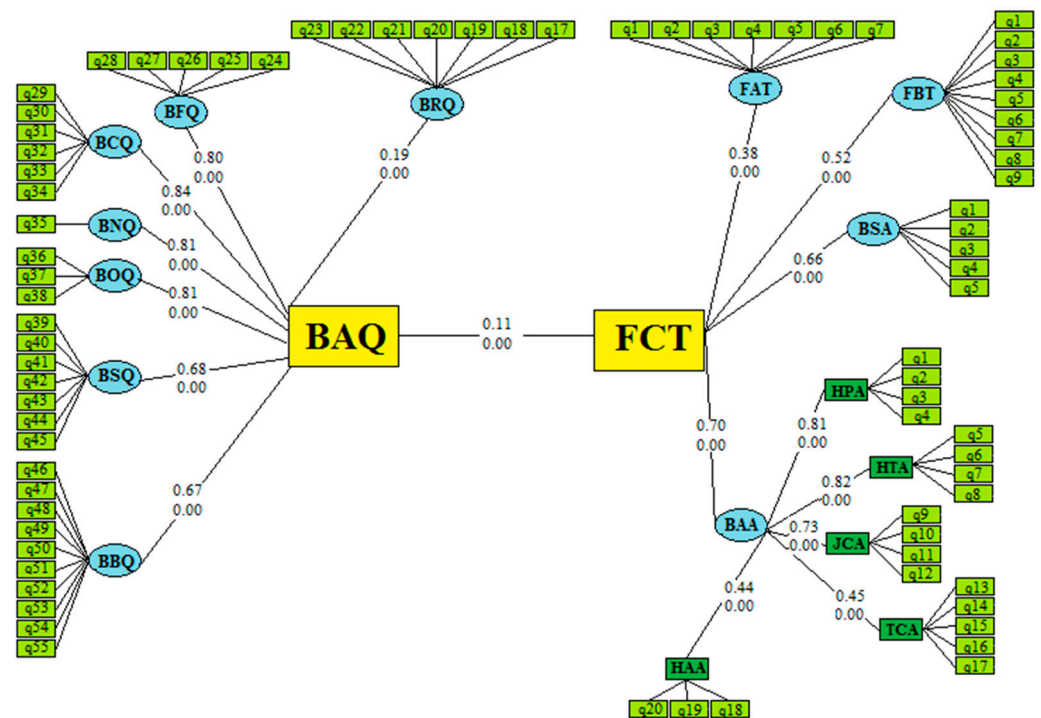 q23 q22 q21 q20 q19 q18 q17
q1 q2 q3 q4 q5 q6 q7
q28 q27 q26 q25 q24
BFQ
BRQ
FAT
FBT
q1
q2
q3
q4
q5
q6
q7
q8
q9
q29
q30
q31
q32
q33
q34
BCQ
0.80
0.00
0.19
0.00
0.38
0.00
0.52
0.00
0.84
0.00
q35
BNQ
0.81
0.00
q36
q37
q38
BOQ
0.81
0.00
BSA
q1
q2
q3
q4
q5
0.66
0.00
BAQ
0.11
0.00
FCT
q39
q40
q41
q42
q43
q44
q45
BSQ
0.68
0.00
q46
q47
q48
q49
q50
q51
q52
q53
q54
q55
BBQ
0.67
0.00
0.70
0.00
BAA
0.81
0.00
HPA
q1
q2
q3
q4
0.82
0.00
HTA
q5
q6
q7
q8
0.73
0.00
JCA
q9
q10
q11
q12
0.45
0.00
TCA
q13
q14
q15
q16
q17
0.44
0.00
HAA
q20 q19 q18